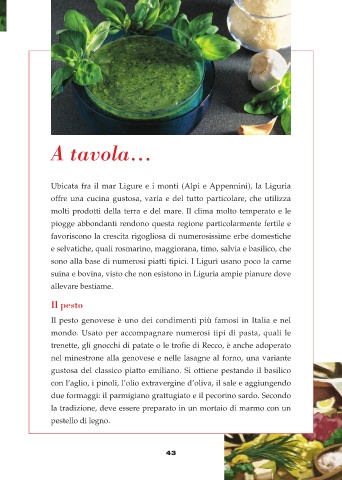 A tavola...
Ubicata fra il mar Ligure e i monti (Alpi e Appennini), la Liguria
offre una cucina gustosa, varia e del tutto particolare, che utilizza
molti prodotti della terra e del mare. Il clima molto temperato e le
piogge abbondanti rendono questa regione particolarmente fertile e
favoriscono la crescita rigogliosa di numerosissime erbe domestiche
e selvatiche, quali rosmarino, maggiorana, timo, salvia e basilico, che
sono alla base di numerosi piatti tipici. I Liguri usano poco la carne
suina e bovina, visto che non esistono in Liguria ampie pianure dove
allevare bestiame.
Il pesto
Il pesto genovese è uno dei condimenti più famosi in Italia e nel
mondo. Usato per accompagnare numerosi tipi di pasta, quali le
trenette, gli gnocchi di patate o le trofie di Recco, è anche adoperato
nel minestrone alla genovese e nelle lasagne al forno, una variante
gustosa del classico piatto emiliano. Si ottiene pestando il basilico
con l'aglio, i pinoli, l'olio extravergine d'oliva, il sale e aggiungendo
due formaggi: il parmigiano grattugiato e il pecorino sardo. Secondo
la tradizione, deve essere preparato in un mortaio di marmo con un
pestello di legno.
43